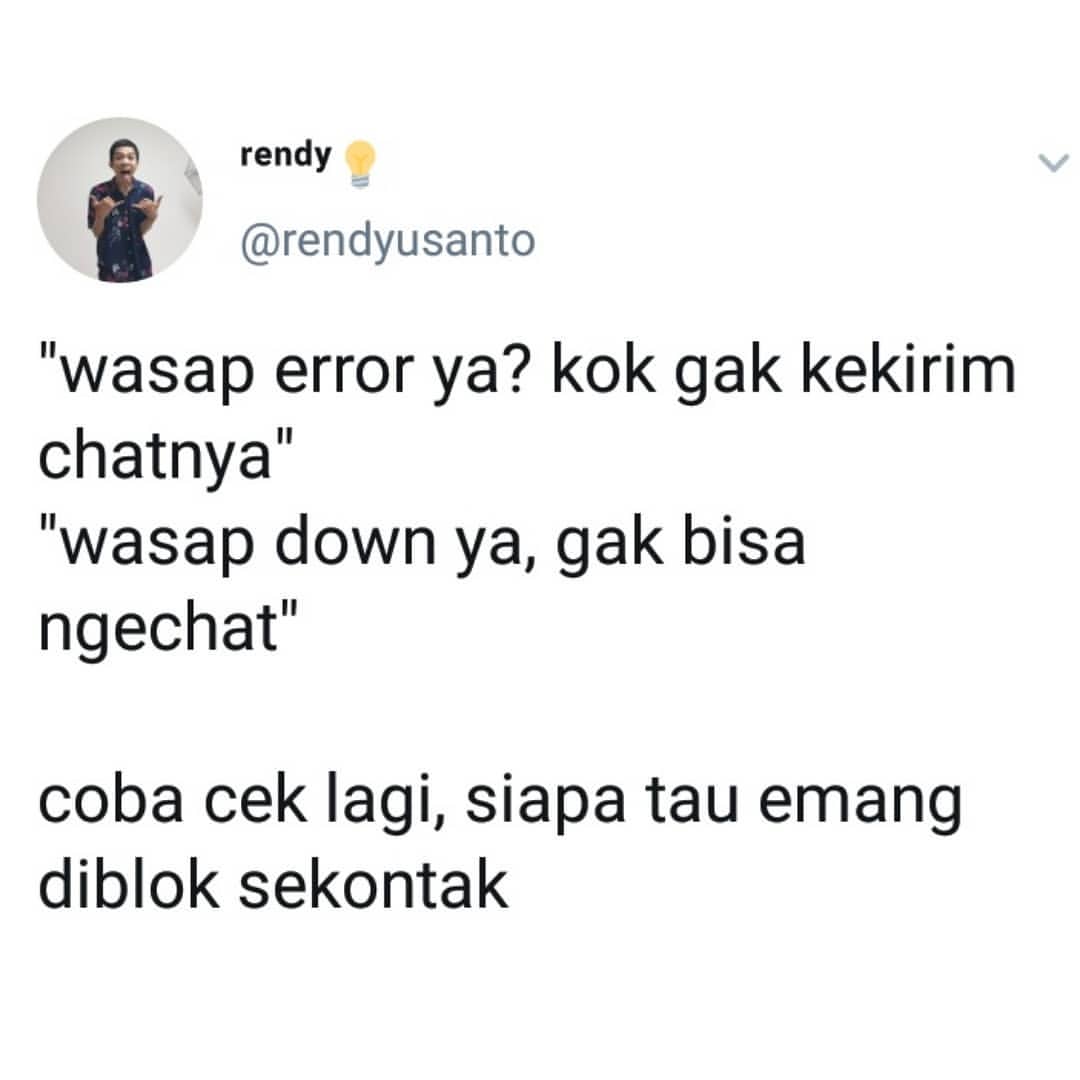 rendy 💡
@rendyusanto
"wasap error ya? kok gak kekirim
chatnya"
"wasap down ya, gak bisa
ngechat"
coba cek lagi, siapa tau emang
diblok sekontak